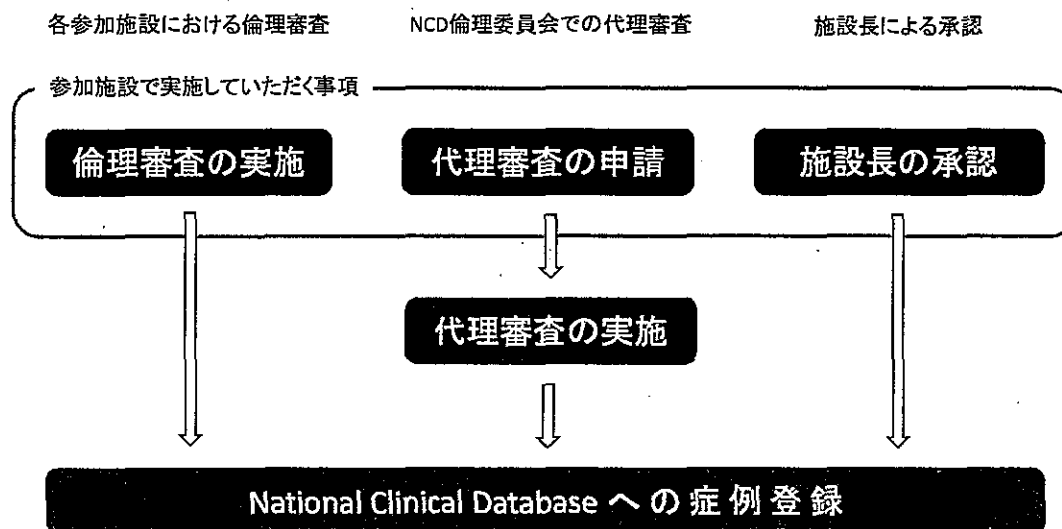 各参加施設における倫理審査
NCD倫理委員会での代理審査
施設長による承認
参加施設で実施していただく事項
倫理審査の実施
代理審査の申請
施設長の承認
代理審査の実施
National Clinical Database への症例登録